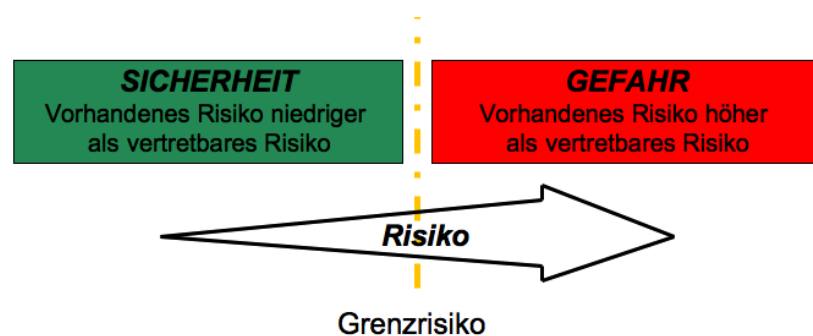 SICHERHEIT
Vorhandenes Risiko niedriger
als vertretbares Risiko
GEFAHR
Vorhandenes Risiko höher
als vertretbares Risiko
Risiko
Grenzrisiko